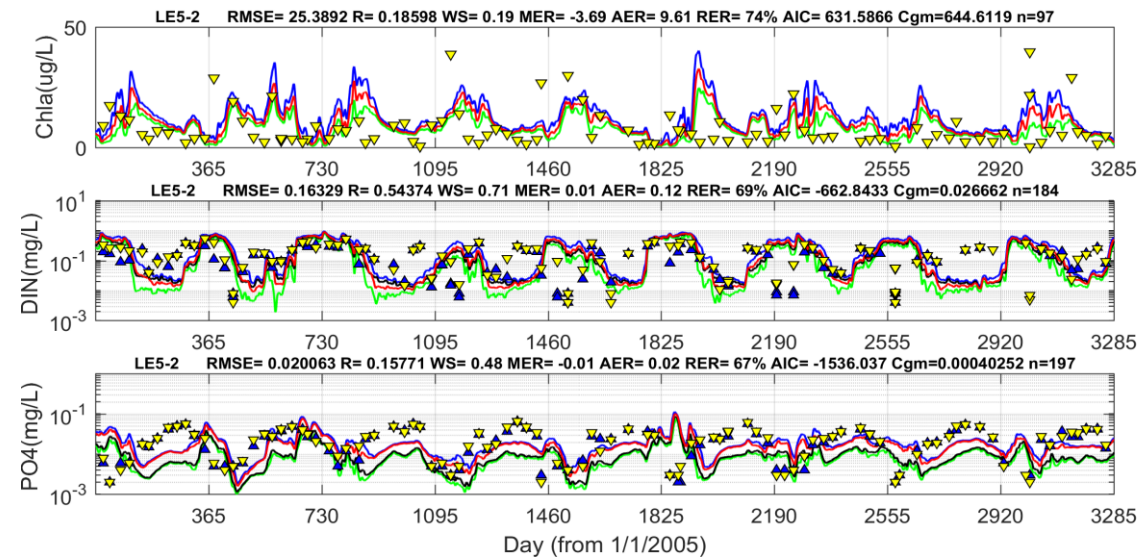 LE5-2 RMSE= 25.3892 R= 0.18598 WS= 0.19 MER= -3.69 AER= 9.61 RER= 74% AIC= 631.5866 Cgm=644.6119 n=97
50
Chla(ug/L)
0
365 730 1095 1460 1825 2190 2555 2920 3285
LE5-2 RMSE= 0.16329 R= 0.54374 WS= 0.71 MER= 0.01 AER= 0.12 RER= 69% AIC= -662.8433 Cgm=0.026662 n=184
10^1
DIN(mg/L)
10^-1
10^-3
365 730 1095 1460 1825 2190 2555 2920 3285
LE5-2 RMSE= 0.020063 R= 0.15771 WS= 0.48 MER= -0.01 AER= 0.02 RER= 67% AIC= -1536.037 Cgm=0.00040252 n=197
PO4(mg/L)
10^-1
10^-3
365 730 1095 1460 1825 2190 2555 2920 3285
Day (from 1/1/2005)